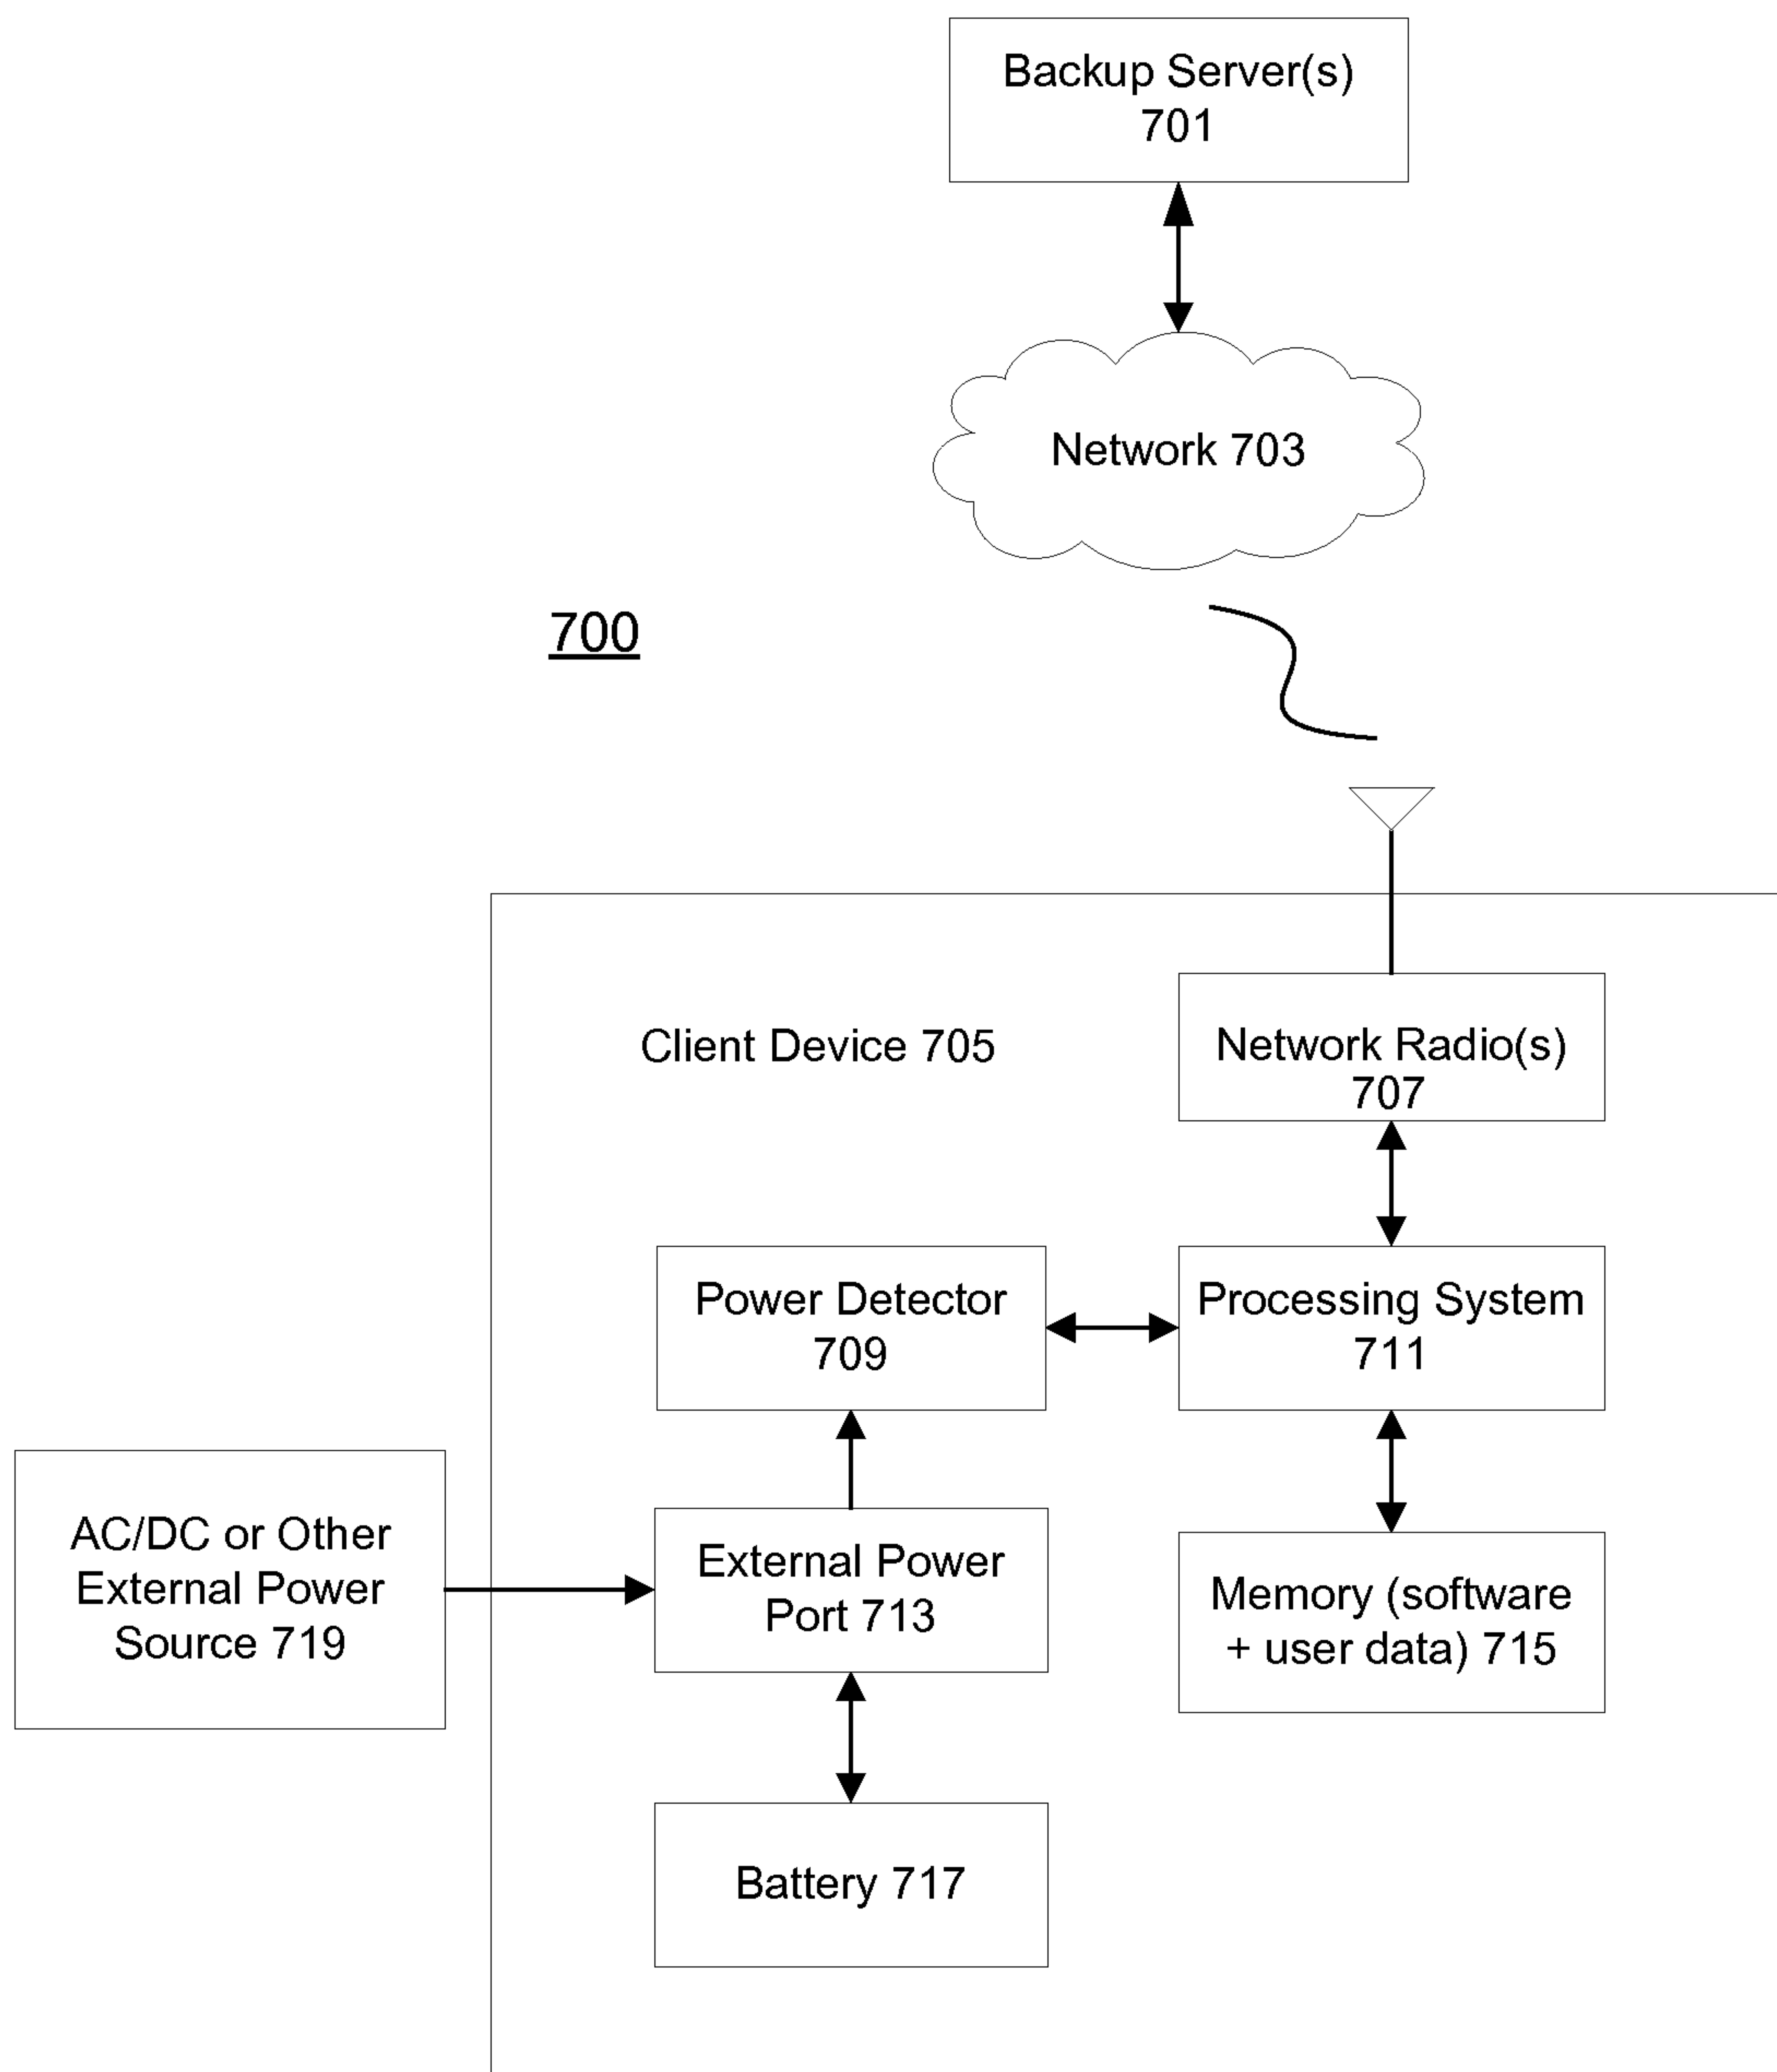 Backup Server(s)
701
Network 703
700
Client Device 705
Network Radio(s)
707
Power Detector
709
Processing System
711
AC/DC or Other
External Power
Source 719
External Power
Port 713
Memory (software
+ user data) 715
Battery 717